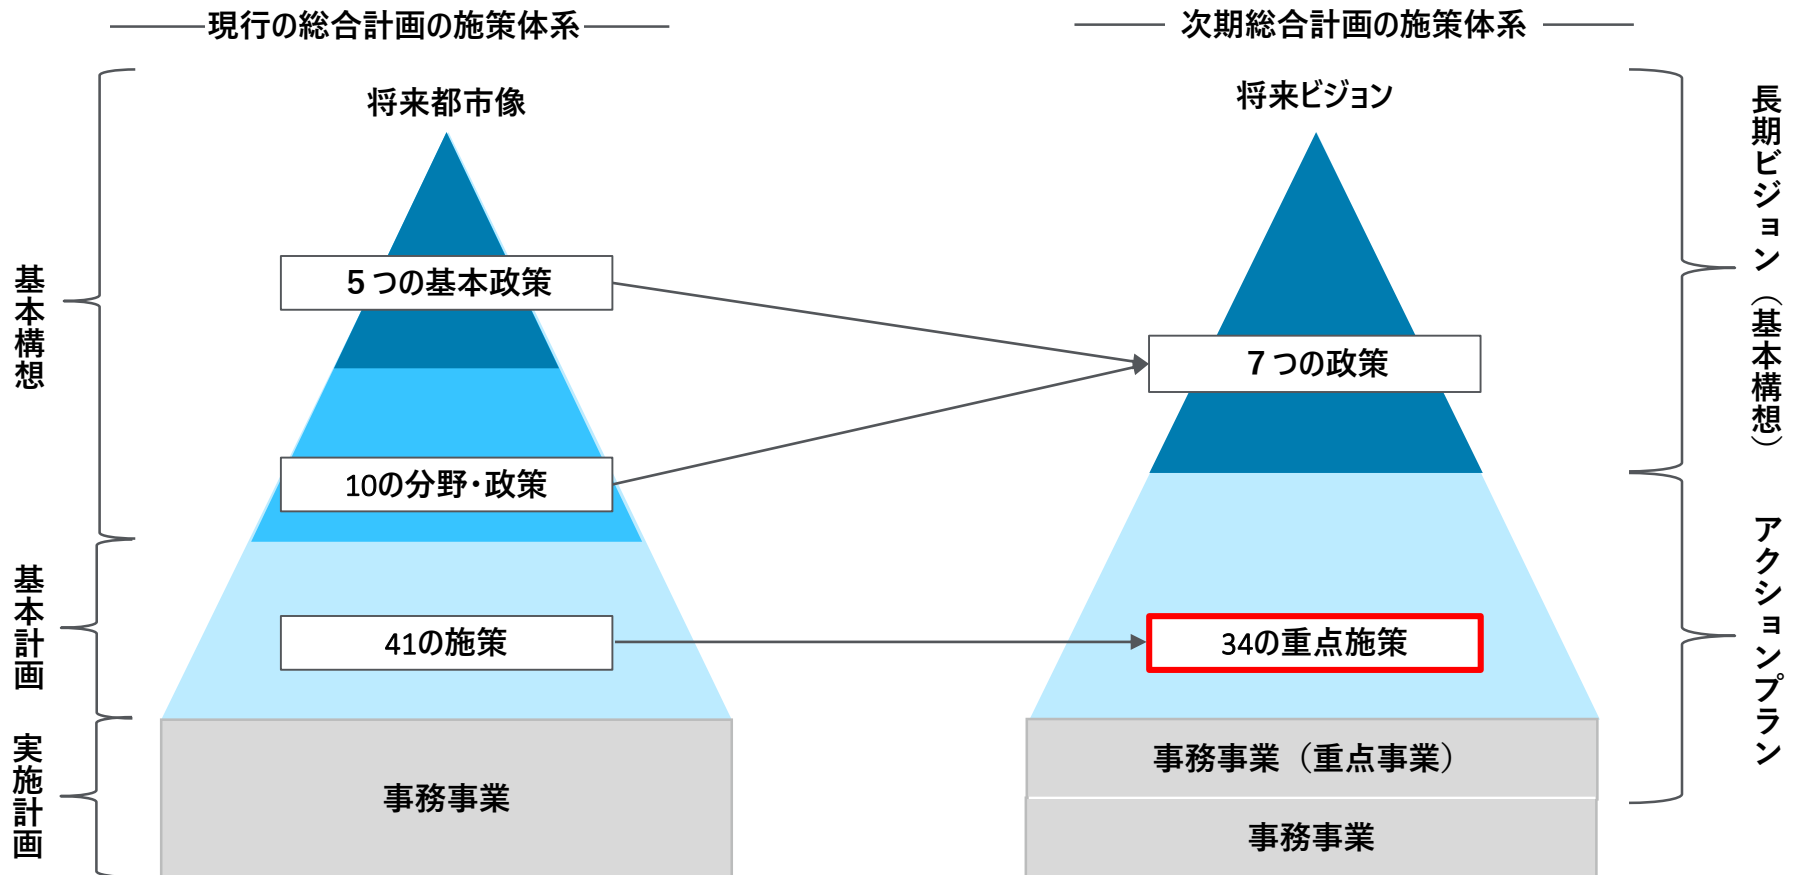 現行の総合計画の施策体系
次期総合計画の施策体系
将来都市像
将来ビジョン
5つの基本政策
7つの政策
10の分野・政策
41の施策
34の重点施策
事務事業
事務事業（重点事業）
事務事業
基本構想
基本計画
実施計画
長期ビジョン（基本構想）
アクションプラン